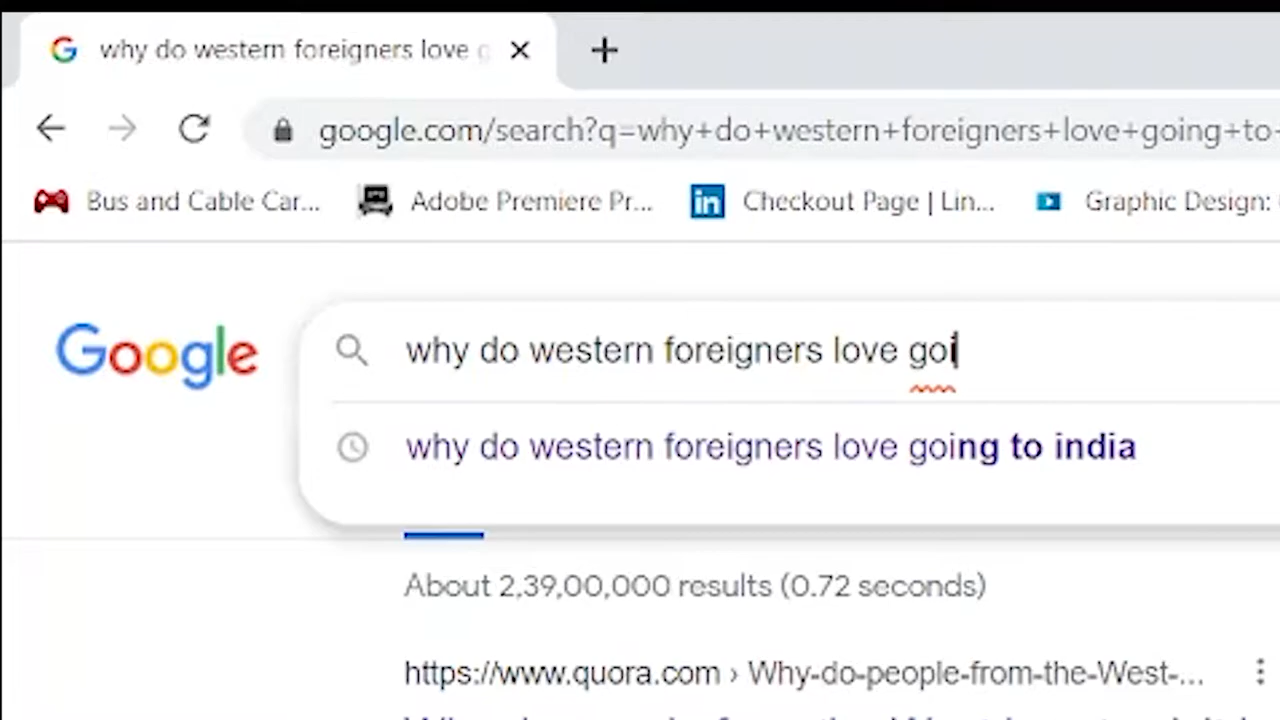 why do western foreigners love g
google.com/search?q=why+do+western+foreigners+love+going+to
Bus and Cable Car... Adobe Premiere Pr... Checkout Page | Lin... Graphic Design:
Google why do western foreigners love goi
why do western foreigners love going to india
About 2,39,00,000 results (0.72 seconds)
https://www.quora.com › Why-do-people-from-the-West-...